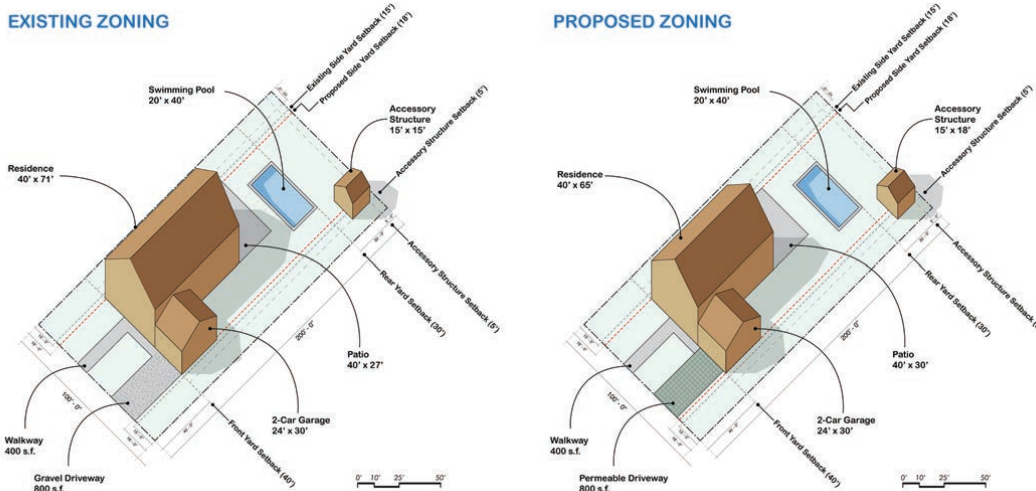 EXISTING ZONING
Existing Side Yard Setback (15')
Proposed Side Yard Setback (18')
Swimming Pool
20' x 40'
Accessory
Structure
15' x 15'
Accessory Structure Setback (5')
Residence
40' x 71'
Accessory Structure Setback (5')
Rear Yard Setback (30')
200' - 0"
Patio
40' x 27'
100' - 0"
2-Car Garage
24' x 30'
Front Yard Setback (40')
Walkway
400 s.f.
Gravel Driveway
800 s.f.
0' 10' 25' 50'
PROPOSED ZONING
Existing Side Yard Setback (15')
Proposed Side Yard Setback (18')
Swimming Pool
20' x 40'
Accessory
Structure
15' x 18'
Accessory Structure Setback (5')
Residence
40' x 65'
Accessory Structure Setback (5')
Rear Yard Setback (30')
200' - 0"
Patio
40' x 30'
100' - 0"
2-Car Garage
24' x 30'
Front Yard Setback (40')
Walkway
400 s.f.
Permeable Driveway
800 s.f.
0' 10' 25' 50'